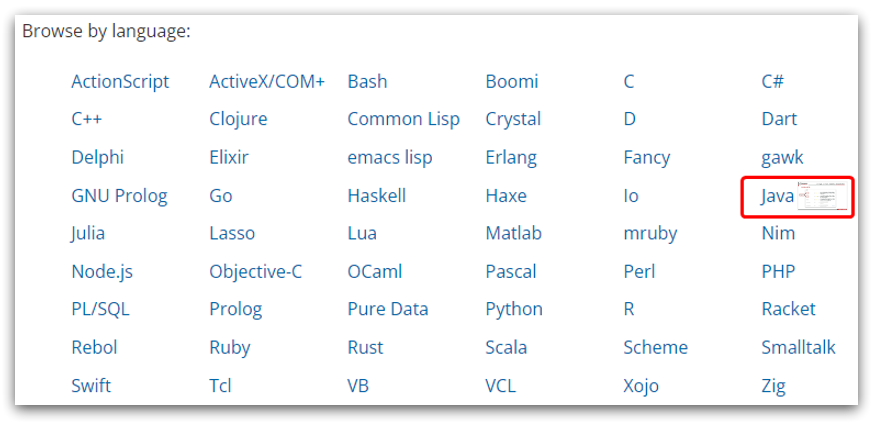 Browse by language:
ActionScript ActiveX/COM+ Bash Boomi C C#
C++ Clojure Common Lisp Crystal D Dart
Delphi Elixir emacs lisp Erlang Fancy gawk
GNU Prolog Go Haskell Haxe Io Java
Julia Lasso Lua Matlab mruby Nim
Node.js Objective-C OCaml Pascal Perl PHP
PL/SQL Prolog Pure Data Python R Racket
Rebol Ruby Rust Scala Scheme Smalltalk
Swift Tcl VB VCL Xojo Zig